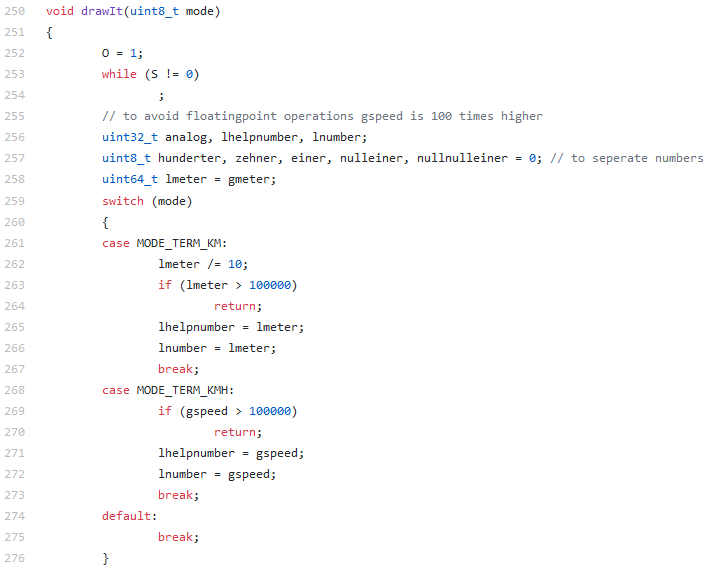 250 void drawIt(uint8_t mode)
251 {
252 O = 1;
253 while (S != 0)
254 ;
255 // to avoid floatingpoint operations gspeed is 100 times higher
256 uint32_t analog, lhelpnumber, lnumber;
257 uint8_t hunderter, zehner, einer, nulleiner, nullnulleiner = 0; // to seperate numbers
258 uint64_t lmeter = gmeter;
259 switch (mode)
260 {
261 case MODE_TERM_KM:
262 lmeter /= 10;
263 if (lmeter > 100000)
264 return;
265 lhelpnumber = lmeter;
266 lnumber = lmeter;
267 break;
268 case MODE_TERM_KMH:
269 if (gspeed > 100000)
270 return;
271 lhelpnumber = gspeed;
272 lnumber = gspeed;
273 break;
274 default:
275 break;
276 }